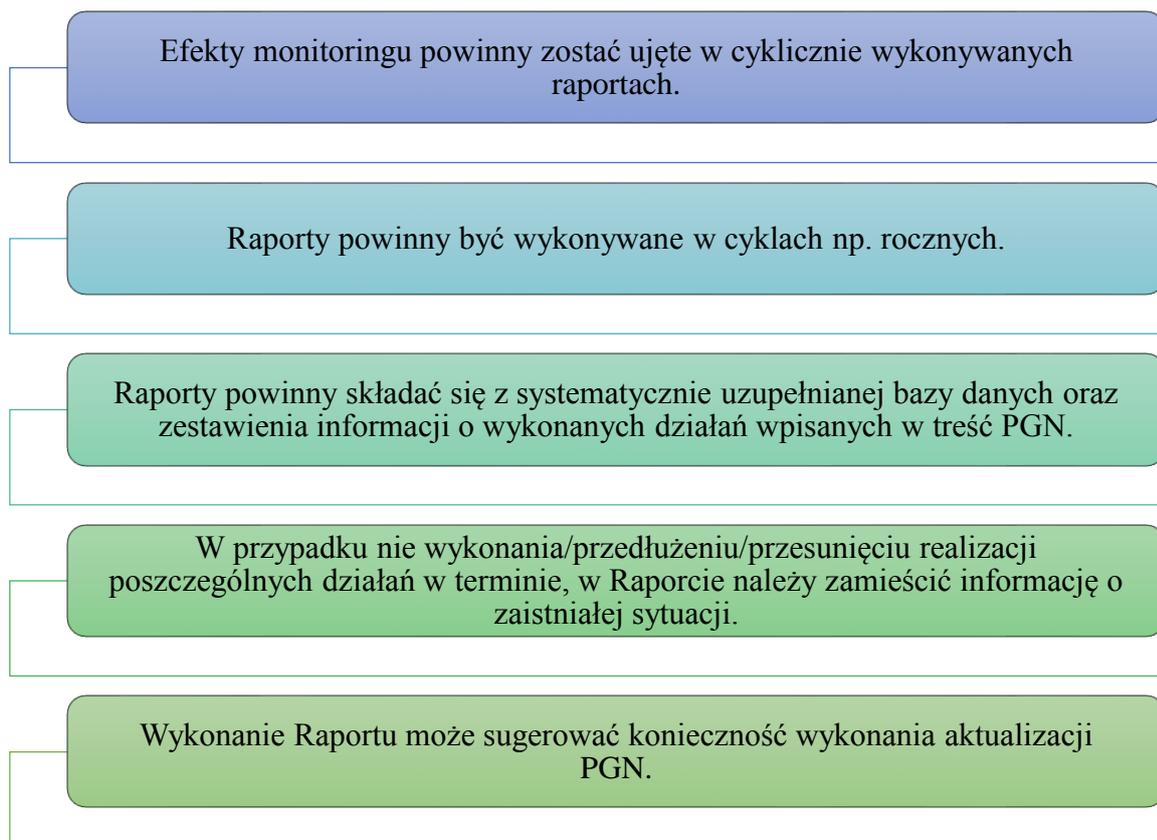 Efekty monitoringu powinny zostać ujęte w cyklicznie wykonywanych
raportach.
Raporty powinny być wykonywane w cyklach np. rocznych.
Raporty powinny składać się z systematycznie uzupełnianej bazy danych oraz
zestawienia informacji o wykonanych działań wpisanych w treść PGN.
W przypadku nie wykonania/przedłużeniu/przesunięciu realizacji
poszczególnych działań w terminie, w Raporcie należy zamieścić informację o
zaistniałej sytuacji.
Wykonanie Raportu może sugerować konieczność wykonania aktualizacji
PGN.